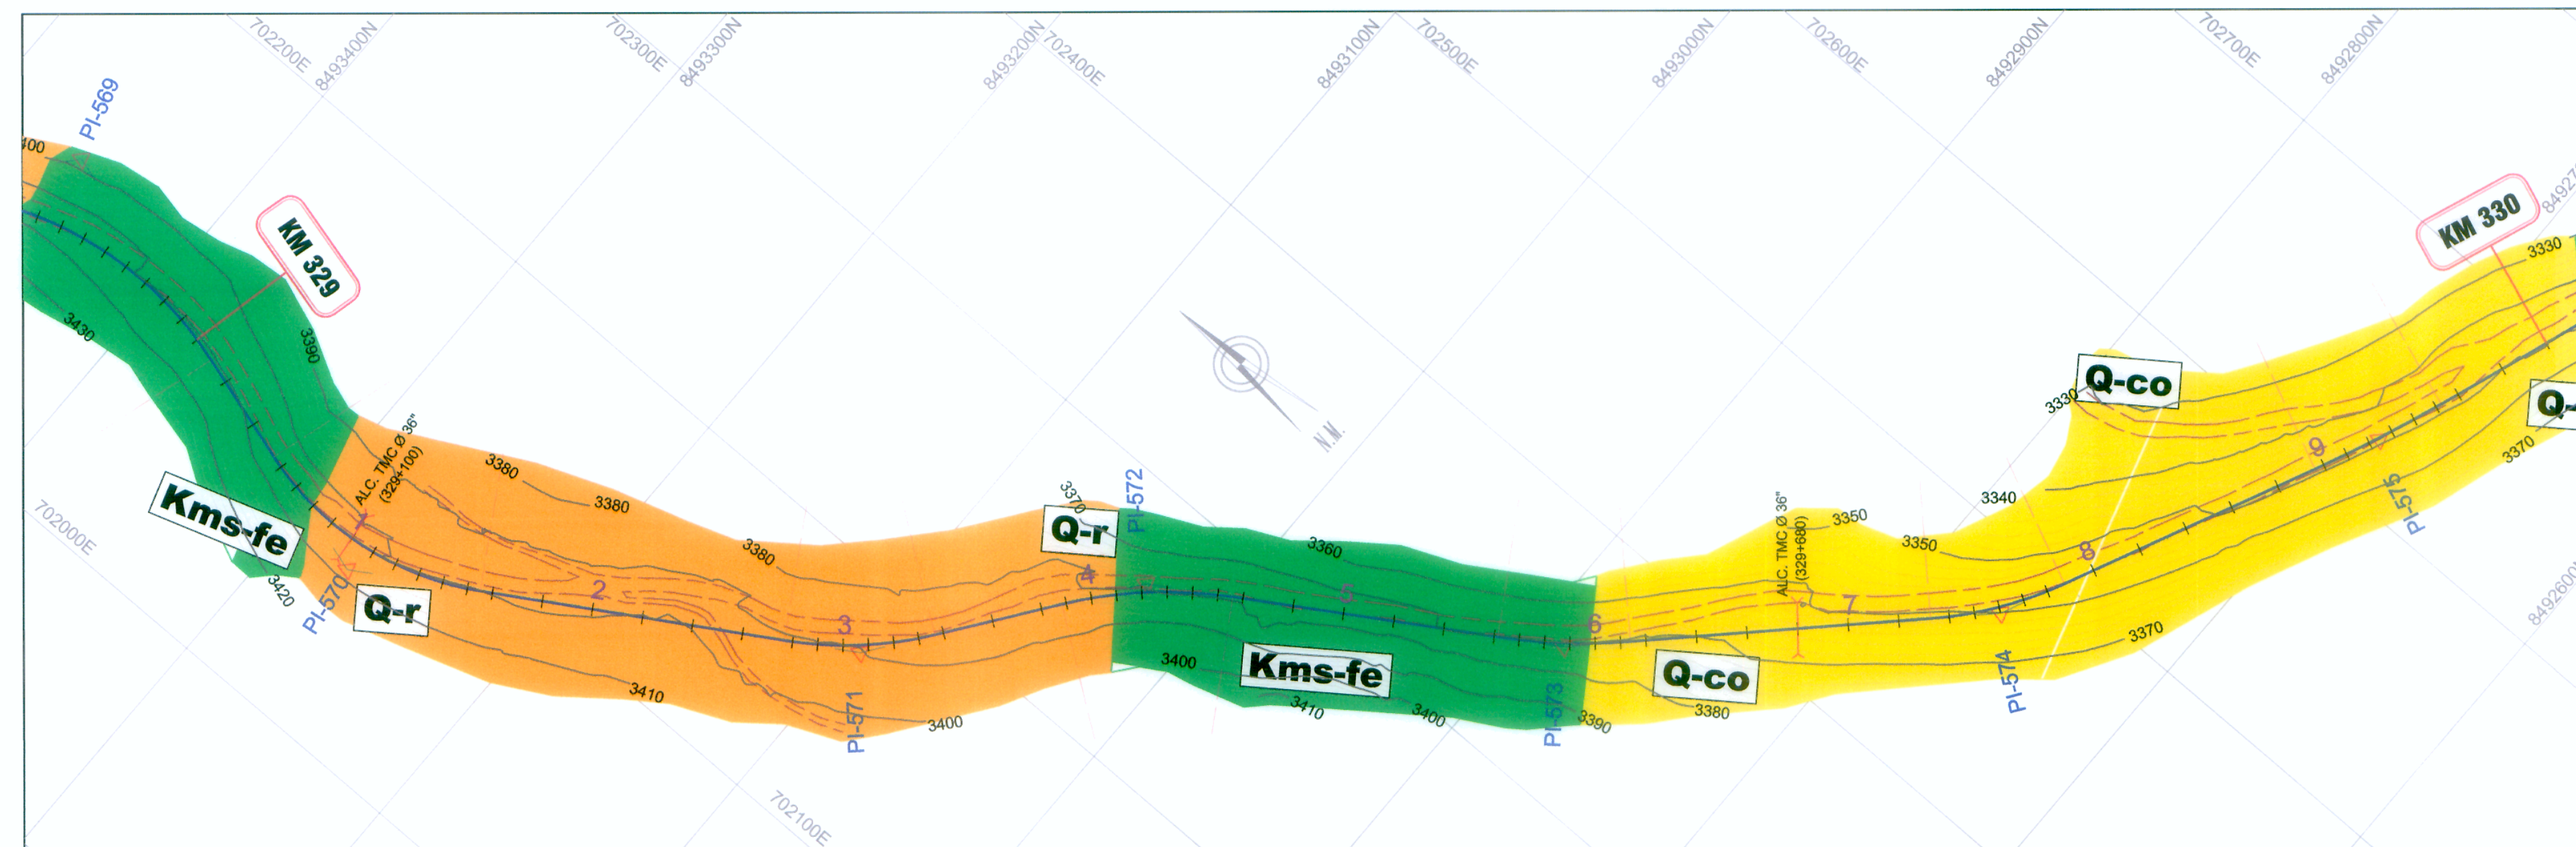 702200E
8493400N
702300E
8493300N
8493200N
702400E
8493100N
702500E
8493000N
702600E
8492900N
702700E
8492800N
PI-569
KM 329
3430
3390
Kms-fe
3420
PI-570
702000E
ALC. TMC Ø 36"
(329+100)
1
Q-r
3380
3380
2
3410
3380
3
PI-571
3400
702100E
N.M.
3370
Q-r
4
PI-572
3400
3360
5
Kms-fe
3410
3400
PI-573
3390
6
Q-co
3380
ALC. TMC Ø 36"
(329+680)
3350
7
3350
3340
PI-574
8
3370
3330
Q-co
9
PI-575
3370
KM 330
3330